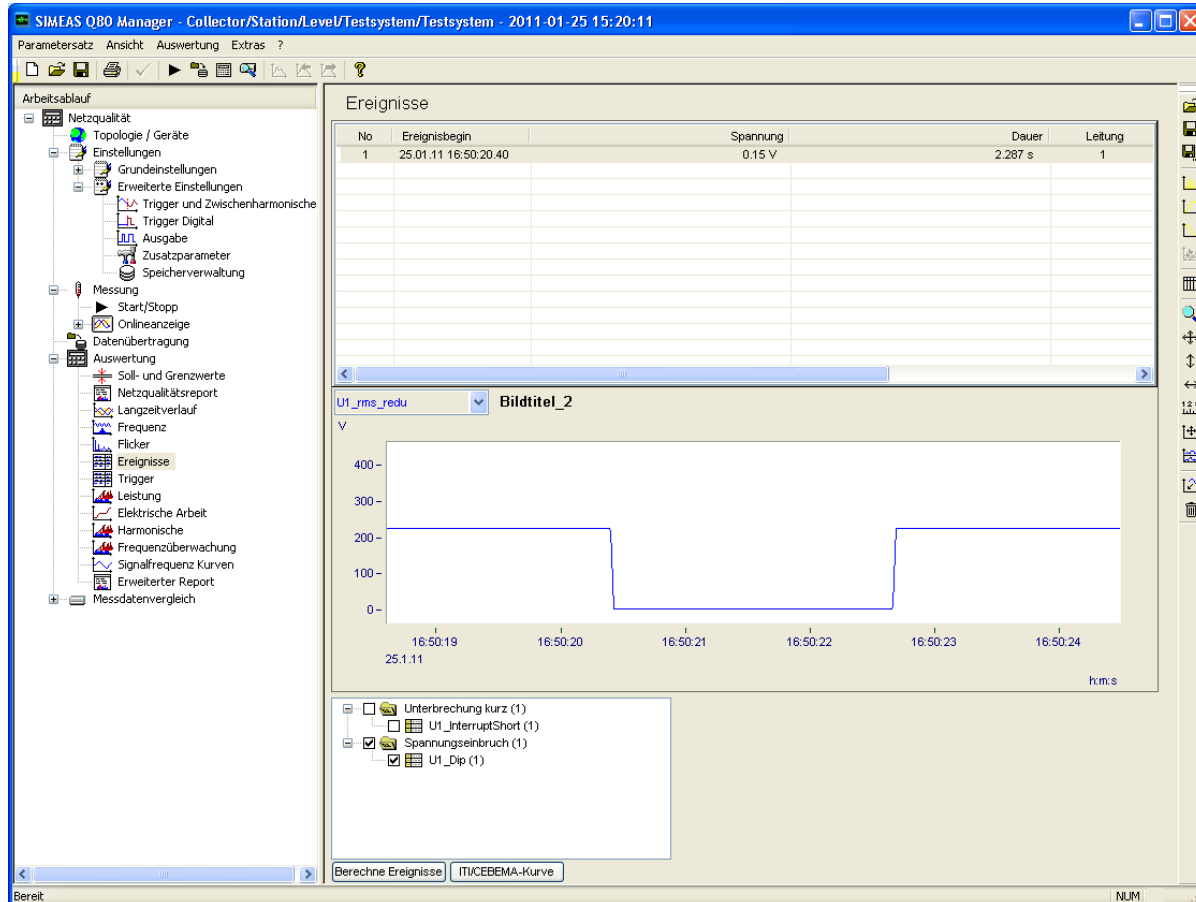 SIMEAS Q80 Manager - Collector/Station/Level/Testsystem/Testsystem - 2011-01-25 15:20:11
Parametersatz Ansicht Auswertung Extras ?
Arbeitsablauf
Netzqualität
Topologie / Geräte
Einstellungen
Grundeinstellungen
Erweiterte Einstellungen
Trigger und Zwischenharmonische
Trigger Digital
Ausgabe
Zusatzparameter
Speicherverwaltung
Messung
Start/Stopp
Onlineanzeige
Datenübertragung
Auswertung
Soll- und Grenzwerte
Netzqualitätsreport
Langzeitverlauf
Frequenz
Flicker
Ereignisse
Trigger
Leistung
Elektrische Arbeit
Harmonische
Frequenzüberwachung
Signalfrequenz Kurven
Erweiterter Report
Messdatenvergleich
Ereignisse
No Ereignisbegin Spannung Dauer Leitung
1 25.01.11 16:50:20.40 0.15 V 2.287 s 1
U1_rms_redu Bildtitel_2
V
400
300
200
100
0
16:50:19 16:50:20 16:50:21 16:50:22 16:50:23 16:50:24
25.1.11
h:m:s
Unterbrechung kurz (1)
U1_InterruptShort (1)
Spannungseinbruch (1)
U1_Dip (1)
Berechne Ereignisse ITI/CEBEMA-Kurve
Bereit NUM